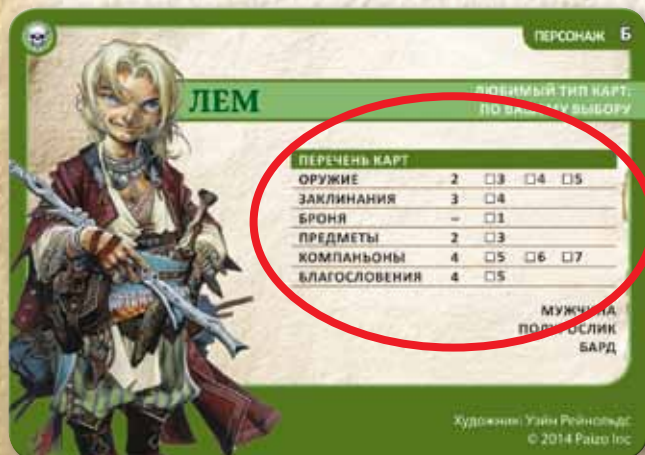 ПЕРСОНАЖ Б
ЛЕМ
ЛЮБИМЫЙ ТИП КАРТ:
ПО ВАШЕМУ ВЫБОРУ
ПЕРЕЧЕНЬ КАРТ
ОРУЖИЕ 2 □3 □4 □5
ЗАКЛИНАНИЯ 3 □4
БРОНЯ – □1
ПРЕДМЕТЫ 2 □3
КОМПАНЬОНЫ 4 □5 □6 □7
БЛАГОСЛОВЕНИЯ 4 □5
МУЖЧИНА
ПОЛУРОСЛИК
БАРД
Художник: Уэйн Рейнольдс
© 2014 Paizo Inc